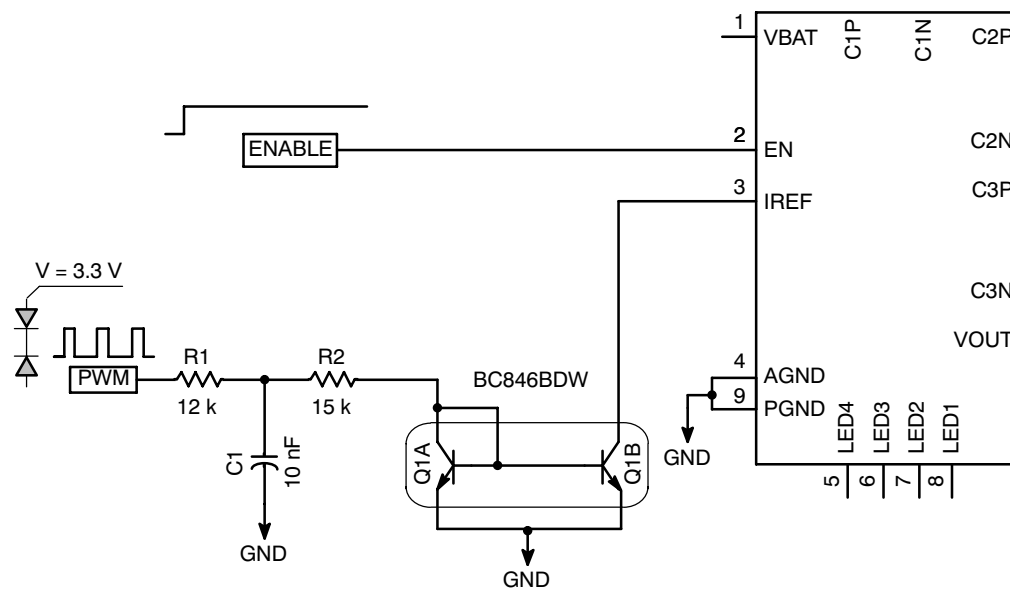 1
VBAT
C1P
C1N
C2P
ENABLE
2
EN
C2N
3
IREF
C3P
V = 3.3 V
C3N
VOUT
PWM
R1
12 k
R2
15 k
BC846BDW
4
AGND
9
PGND
GND
LED4
LED3
LED2
LED1
5
6
7
8
C1
10 nF
GND
Q1A
Q1B
GND